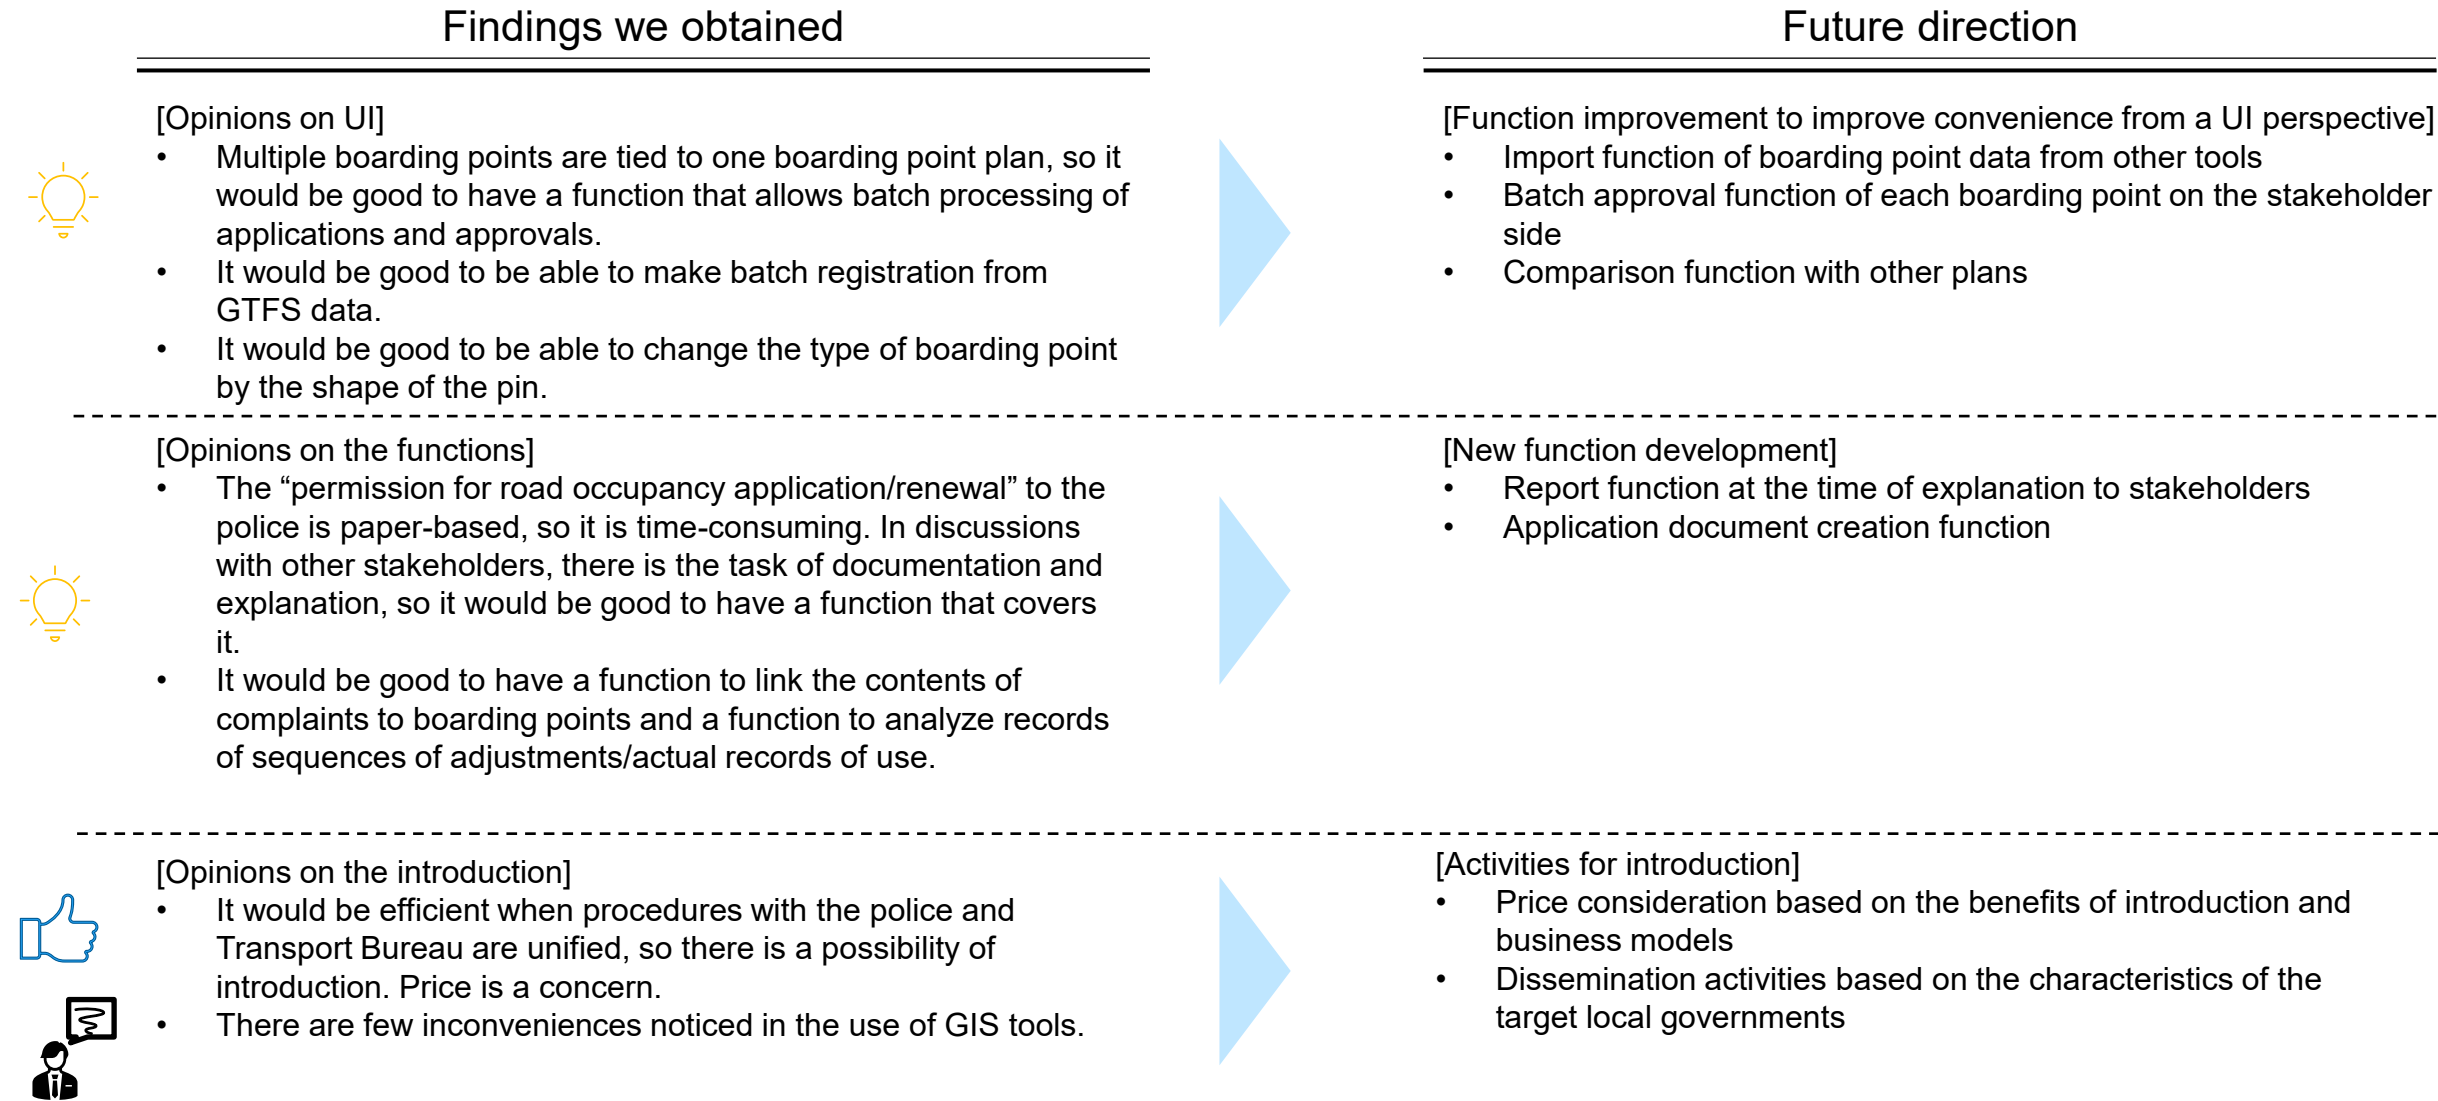 Findings we obtained
Future direction
[Opinions on UI]
• Multiple boarding points are tied to one boarding point plan, so it
would be good to have a function that allows batch processing of
applications and approvals.
• It would be good to be able to make batch registration from
GTFS data.
• It would be good to be able to change the type of boarding point
by the shape of the pin.
[Function improvement to improve convenience from a UI perspective]
• Import function of boarding point data from other tools
• Batch approval function of each boarding point on the stakeholder
side
• Comparison function with other plans
[Opinions on the functions]
• The “permission for road occupancy application/renewal” to the
police is paper-based, so it is time-consuming. In discussions
with other stakeholders, there is the task of documentation and
explanation, so it would be good to have a function that covers
it.
• It would be good to have a function to link the contents of
complaints to boarding points and a function to analyze records
of sequences of adjustments/actual records of use.
[New function development]
• Report function at the time of explanation to stakeholders
• Application document creation function
[Opinions on the introduction]
• It would be efficient when procedures with the police and
Transport Bureau are unified, so there is a possibility of
introduction. Price is a concern.
• There are few inconveniences noticed in the use of GIS tools.
[Activities for introduction]
• Price consideration based on the benefits of introduction and
business models
• Dissemination activities based on the characteristics of the
target local governments